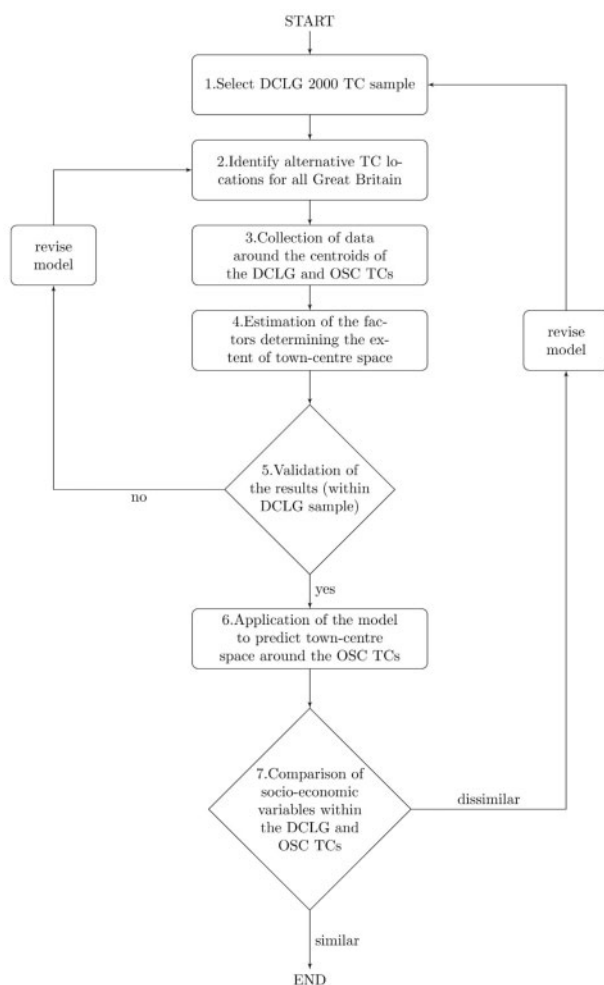 START
1.Select DCLG 2000 TC sample
2.Identify alternative TC lo-
cations for all Great Britain
revise
model
3.Collection of data
around the centroids of
the DCLG and OSC TCs
4.Estimation of the fac-
tors determining the ex-
tent of town-centre space
revise
model
5.Validation of
the results (within
DCLG sample)
no
yes
6.Application of the model
to predict town-centre
space around the OSC TCs
7.Comparison of
socio-economic
variables within
the DCLG and
OSC TCs
dissimilar
similar
END